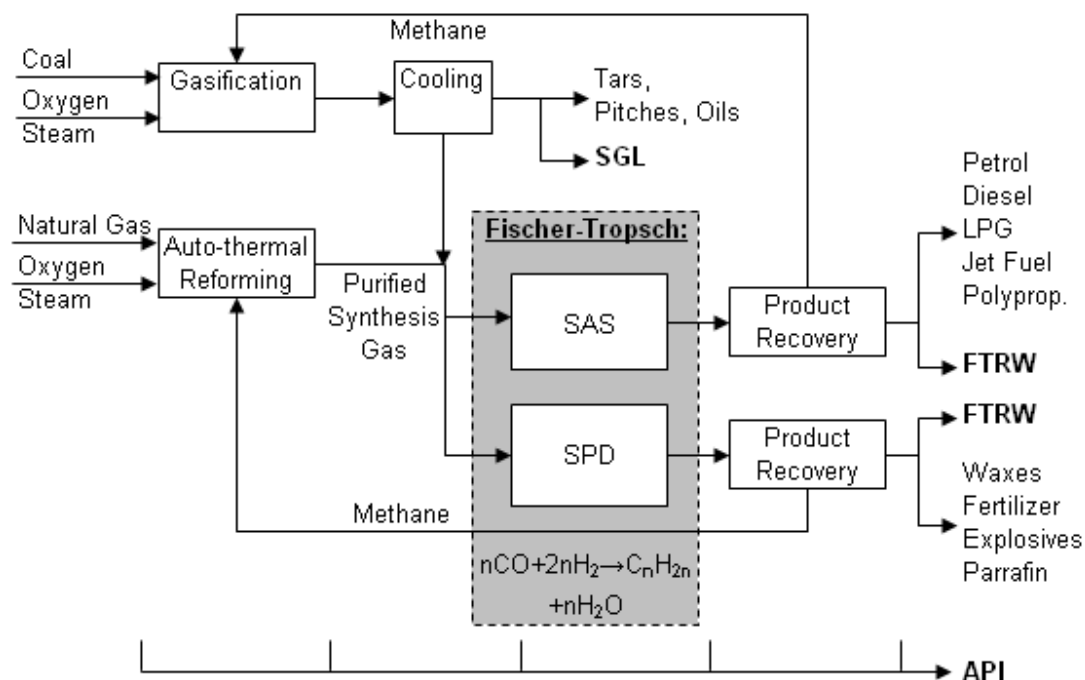 Methane
Coal
Oxygen
Steam
Gasification
Cooling
Tars,
Pitches, Oils
SGL
Natural Gas
Oxygen
Steam
Auto-thermal
Reforming
Purified
Synthesis
Gas
Fischer-Tropsch:
SAS
SPD
nCO+2nH₂→CₙH₂ₙ
+nH₂O
Product
Recovery
Product
Recovery
Petrol
Diesel
LPG
Jet Fuel
Polyprop.
FTRW
FTRW
Waxes
Fertilizer
Explosives
Parrafin
Methane
API